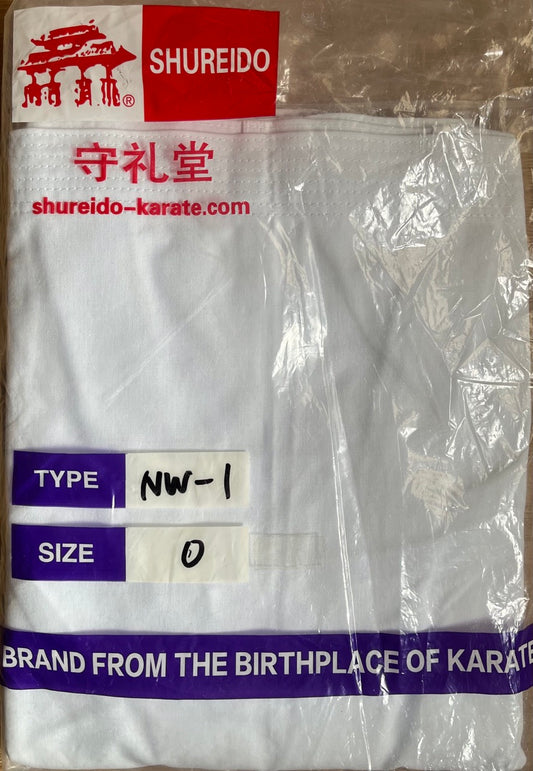 SHUREIDO
®
守礼堂
shureido-karate.com
TYPE NW-1
SIZE 0
BRAND FROM THE BIRTHPLACE OF KARATE